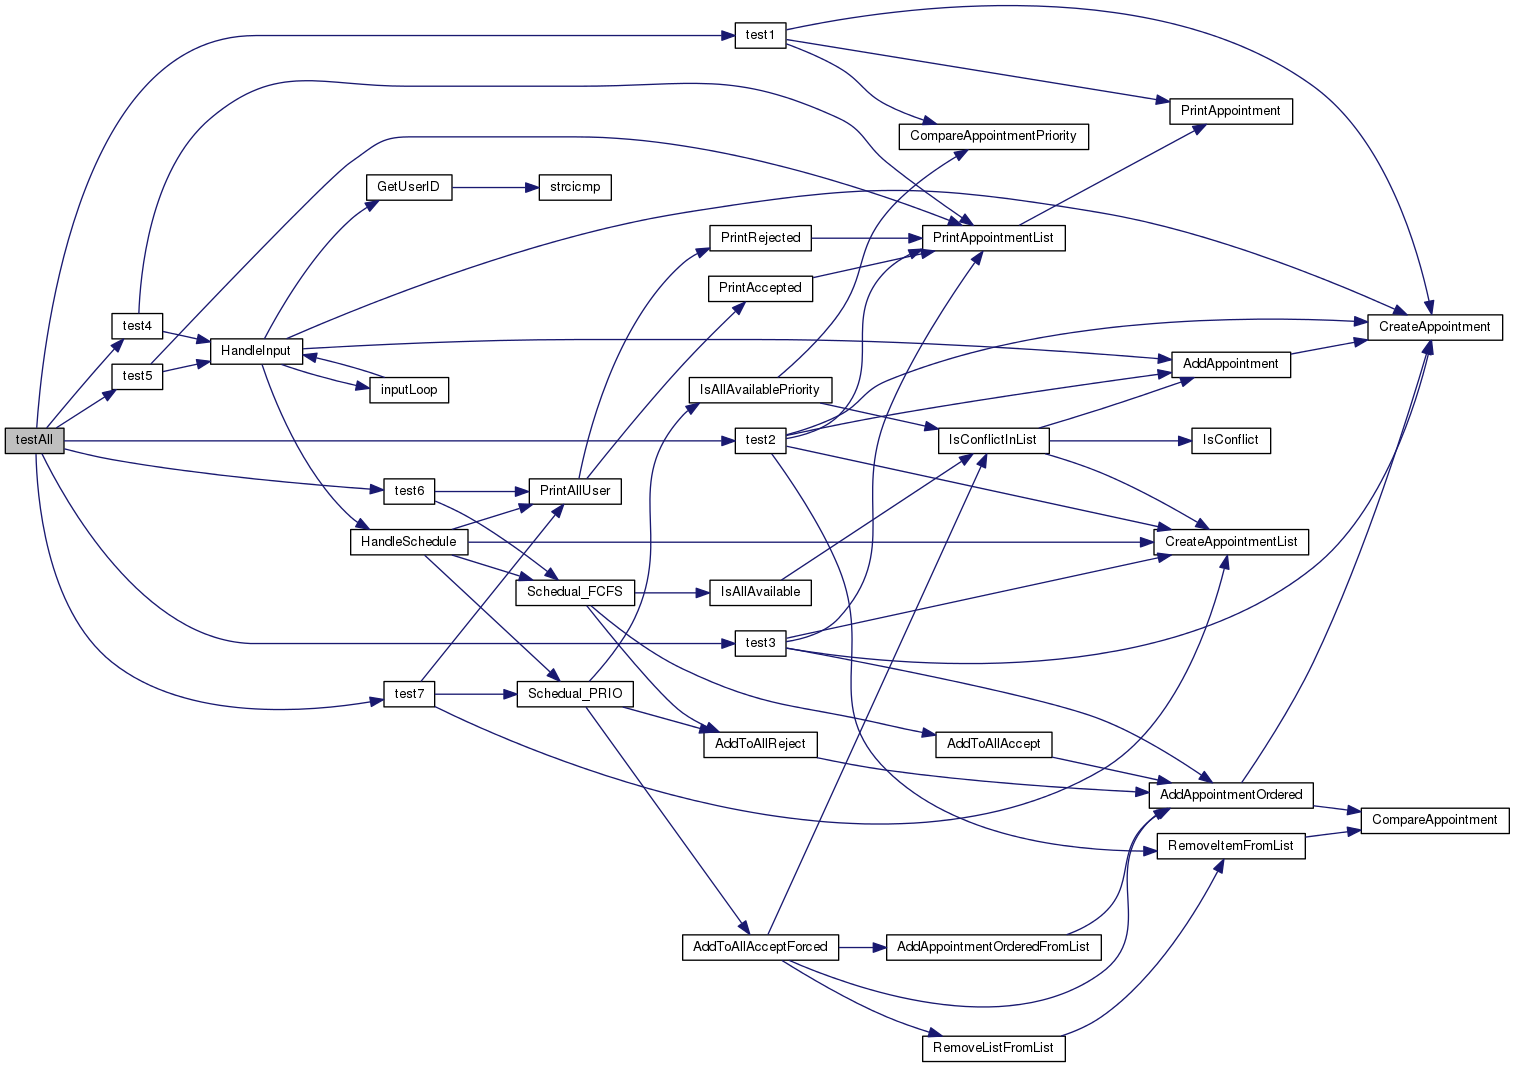 test1
PrintAppointment
CompareAppointmentPriority
GetUserID
strcicmp
PrintRejected
PrintAppointmentList
PrintAccepted
test4
CreateAppointment
HandleInput
AddAppointment
test5
inputLoop
IsAllAvailablePriority
testAll
test2
IsConflictInList
IsConflict
test6
PrintAllUser
HandleSchedule
CreateAppointmentList
Schedual_FCFS
IsAllAvailable
test3
test7
Schedual_PRIO
AddToAllReject
AddToAllAccept
AddAppointmentOrdered
CompareAppointment
RemoveItemFromList
AddToAllAcceptForced
AddAppointmentOrderedFromList
RemoveListFromList